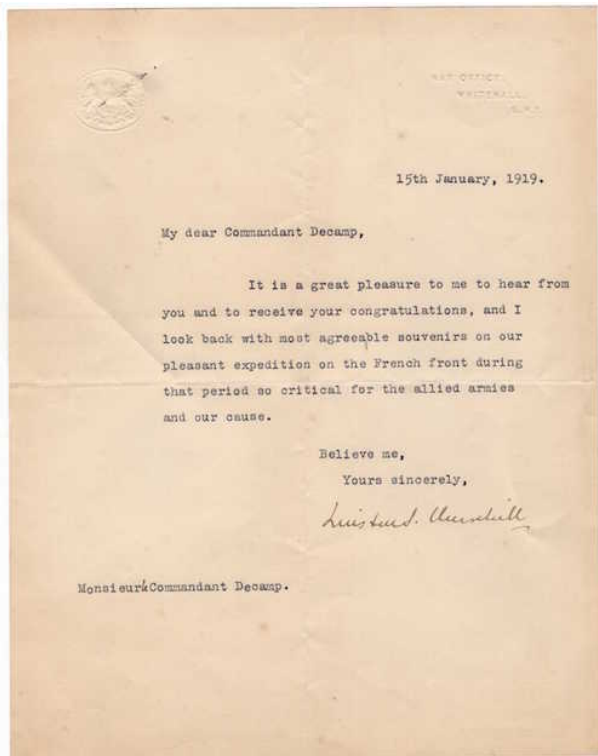 WAR OFFICE,
WHITEHALL,
S.W.1.
15th January, 1919.
My dear Commandant Decamp,
It is a great pleasure to me to hear from
you and to receive your congratulations, and I
look back with most agreeable souvenirs on our
pleasant expedition on the French front during
that period so critical for the allied armies
and our cause.
Believe me,
Yours sincerely,
Winston S. Churchill
Monsieur le Commandant Decamp.